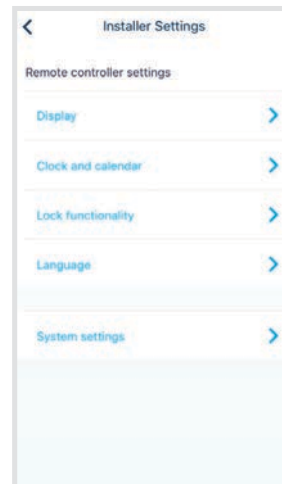 Installer Settings
Remote controller settings
Display
Clock and calendar
Lock functionality
Language
System settings